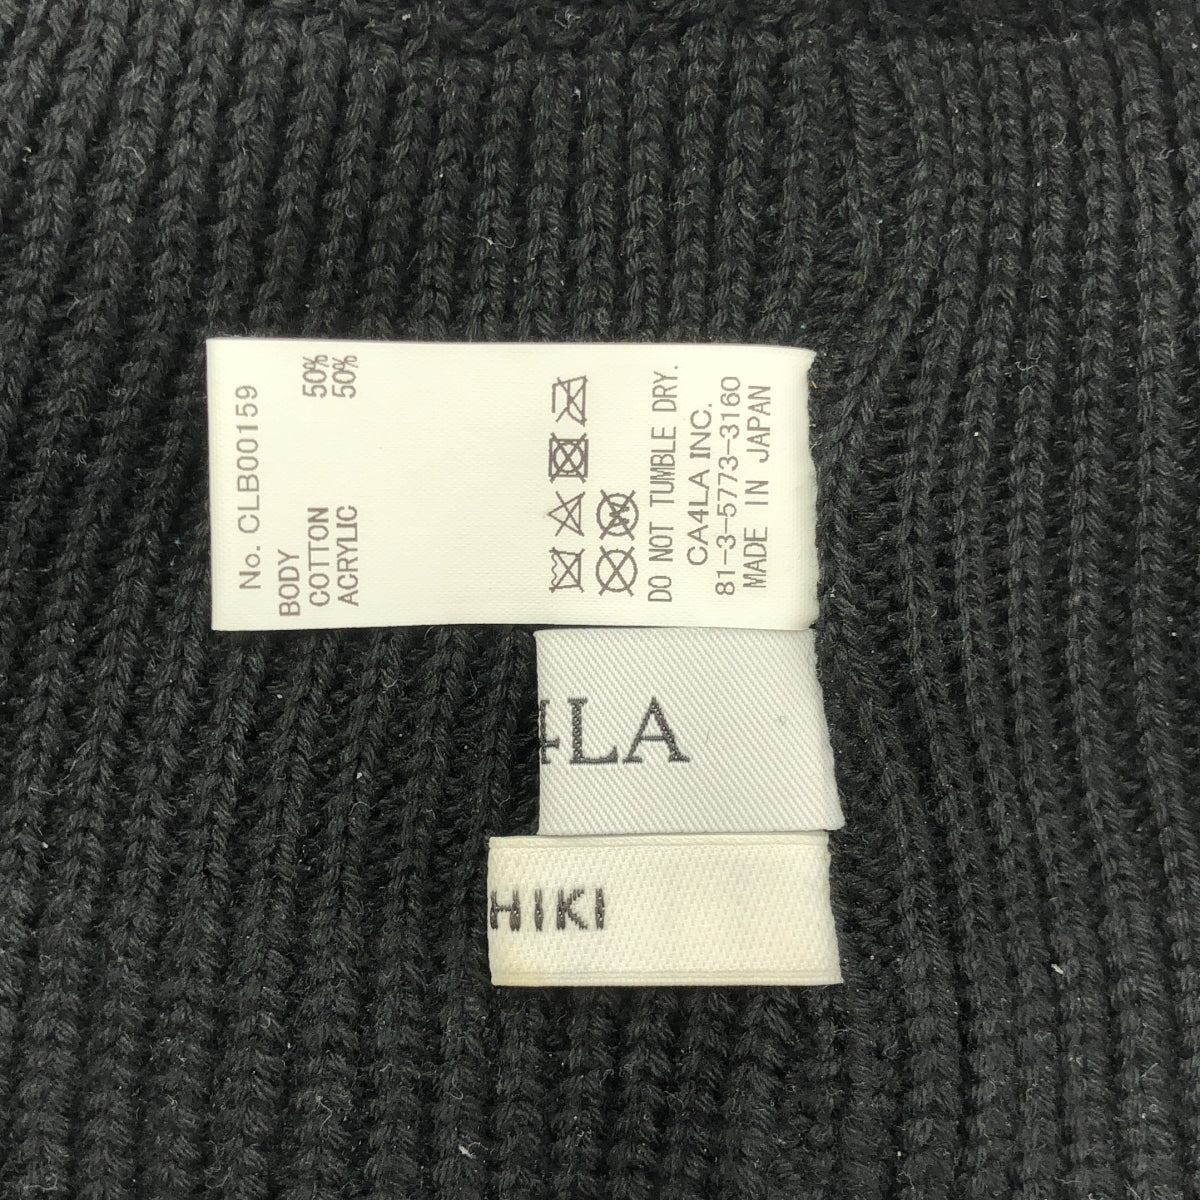 No. CLB00159
BODY
COTTON 50%
ACRYLIC 50%
DO NOT TUMBLE DRY.
CA4LA INC.
81-3-5773-3160
MADE IN JAPAN
4LA
HIKI